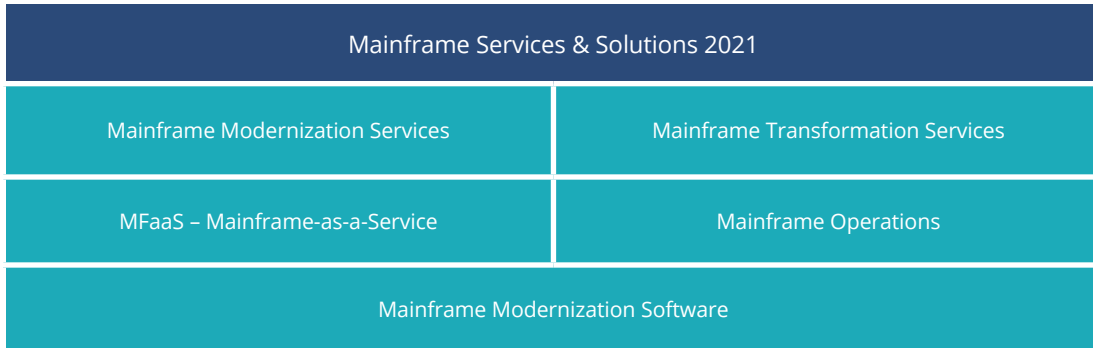 Mainframe Services & Solutions 2021
Mainframe Modernization Services
Mainframe Transformation Services
MFaaS – Mainframe-as-a-Service
Mainframe Operations
Mainframe Modernization Software